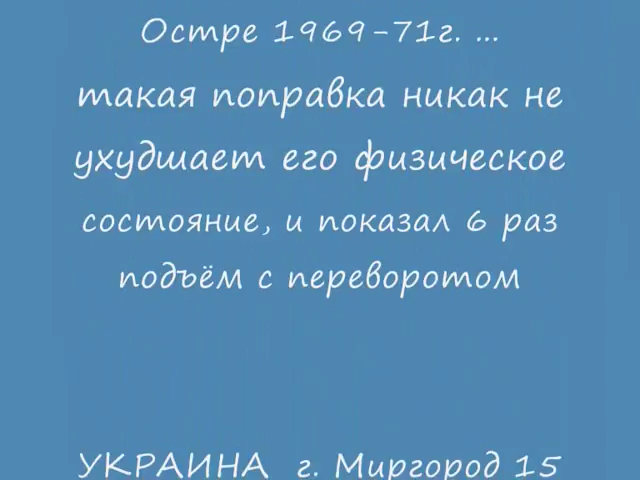 Остре 1969-71г. ...
такая поправка никак не
ухудшает его физическое
состояние, и показал 6 раз
подъём с переворотом
УКРАИНА г. Миргород 15